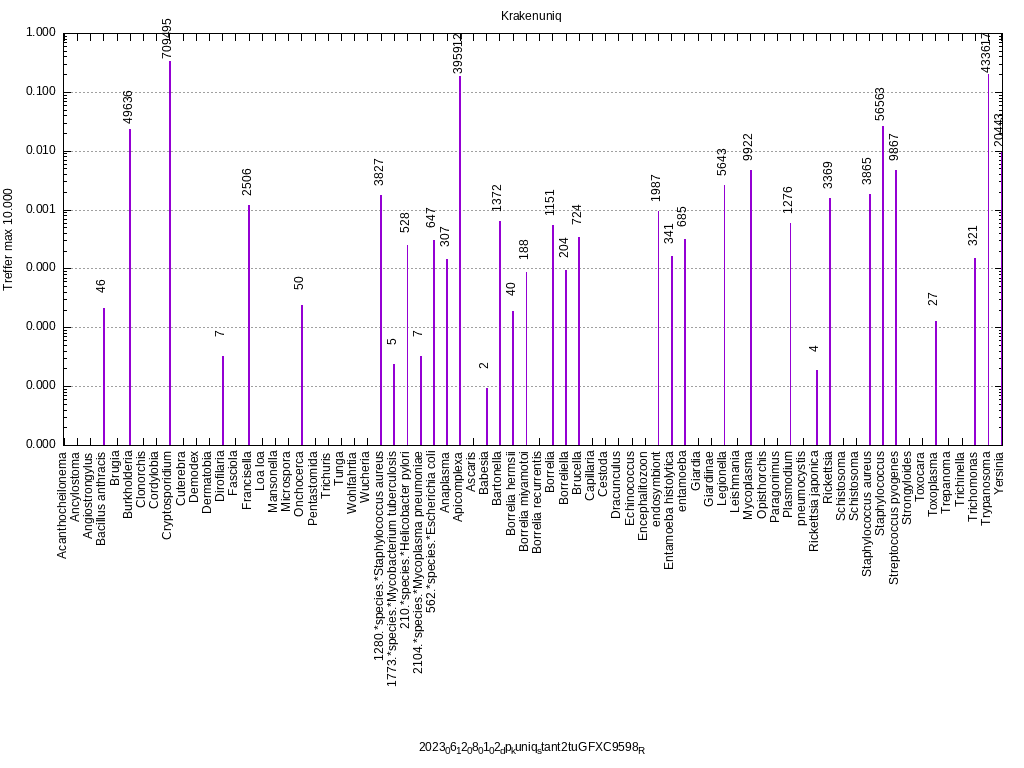 Krakenuniq
Treffer max 10.000
1.000
0.100
0.010
0.001
0.000
0.000
0.000
0.000
46
49636
709495
7
2506
50
3827
5
528
7
647
307
395912
2
1372
40
188
1151
204
724
1987
341
685
5643
9922
1276
4
3369
3865
56563
9867
27
321
433617
20443
Acanthocheilonema
Ancylostoma
Angiostrongylus
Bacillus anthracis
Brugia
Burkholderia
Clonorchis
Cordylobia
Cryptosporidium
Cuterebra
Demodex
Dermatobia
Dirofilaria
Fasciola
Francisella
Loa loa
Mansonella
Microspora
Onchocerca
Pentastomida
Trichuris
Tunga
Wohlfahrtia
Wucheria
1280.*species.*Staphylococcus aureus
1773.*species.*Mycobacterium tuberculosis
210.*species.*Helicobacter pylori
2104.*species.*Mycoplasma pneumoniae
562.*species.*Escherichia coli
Anaplasma
Apicomplexa
Ascaris
Babesia
Bartonella
Borrelia hermsii
Borrelia miyamotoi
Borrelia recurrentis
Borrelia
Borreliella
Brucella
Capillaria
Cestoda
Dracunculus
Echinococcus
Encephalitozoon
endosymbiont
Entamoeba histolytica
entamoeba
Giardia
Giardiinae
Legionella
Leishmania
Mycoplasma
Opisthorchis
Paragonimus
Plasmodium
pneumocystis
Rickettsia japonica
Rickettsia
Schistosoma
Schistosoma
Staphylococcus aureus
Staphylococcus
Streptococcus pyogenes
Strongyloides
Toxocara
Toxoplasma
Trepanoma
Trichinella
Trichomonas
Trypanosoma
Yersinia